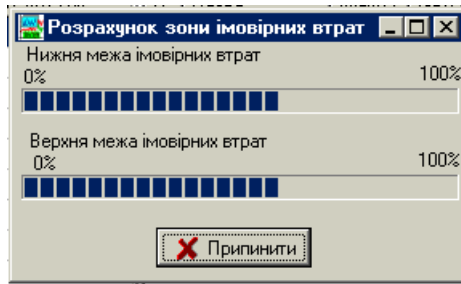 Розрахунок зони імовірних втрат
Нижня межа імовірних втрат
0% 100%
Верхня межа імовірних втрат
0% 100%
Припинити